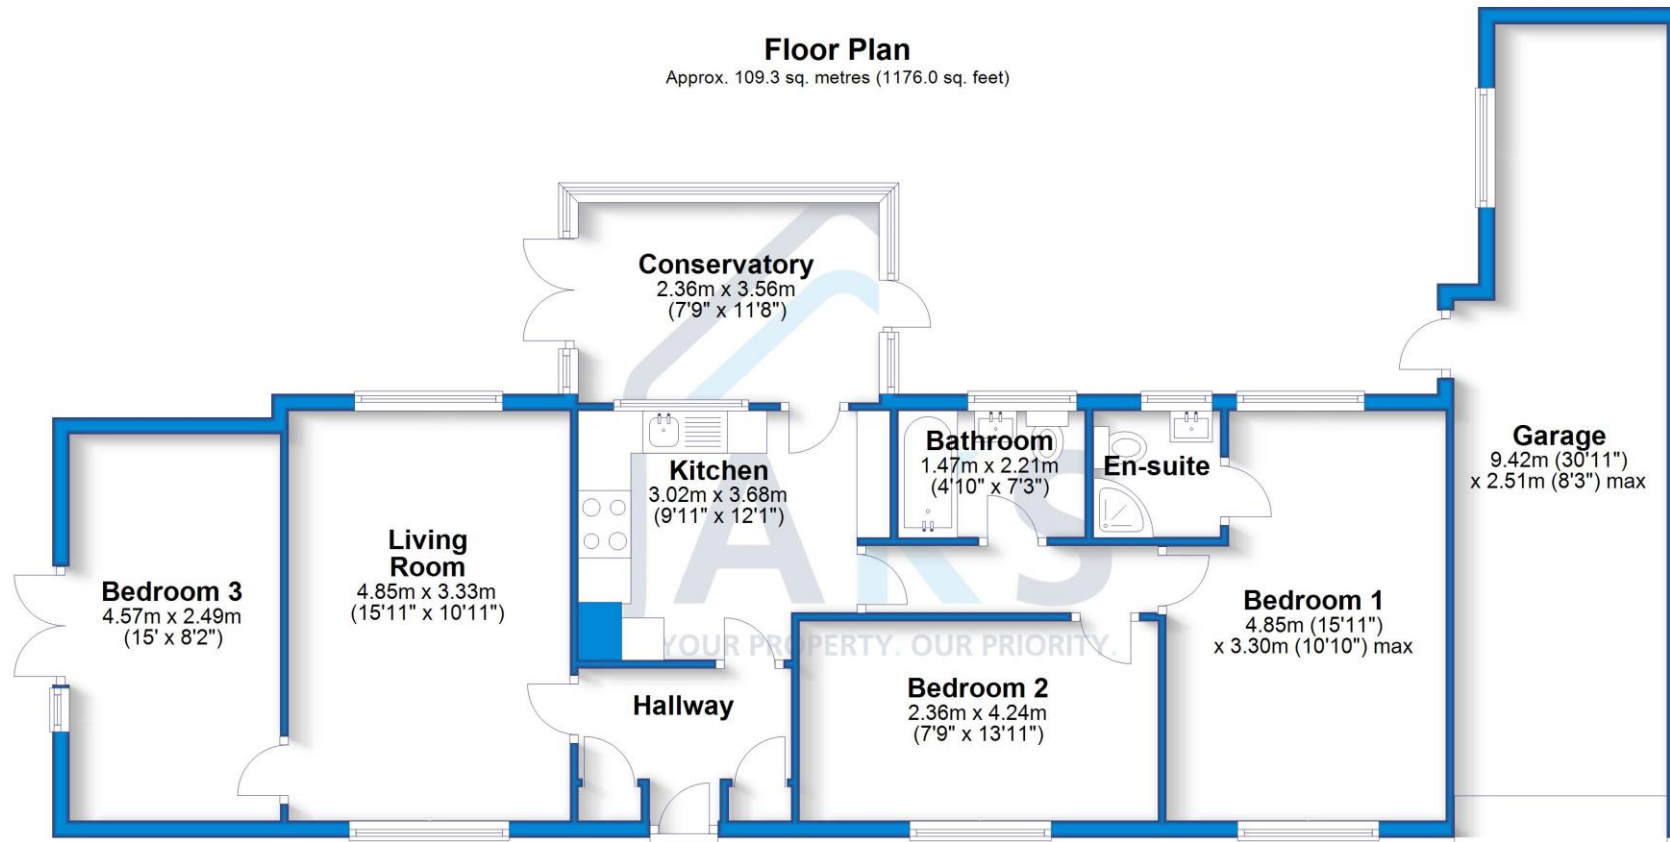 Floor Plan
Approx. 109.3 sq. metres (1176.0 sq. feet)
Conservatory
2.36m x 3.56m
(7'9" x 11'8")
Kitchen
3.02m x 3.68m
(9'11" x 12'1")
Bathroom
1.47m x 2.21m
(4'10" x 7'3")
En-suite
Garage
9.42m (30'11")
x 2.51m (8'3") max
Living
Room
4.85m x 3.33m
(15'11" x 10'11")
Bedroom 3
4.57m x 2.49m
(15' x 8'2")
Bedroom 1
4.85m (15'11")
x 3.30m (10'10") max
Hallway
Bedroom 2
2.36m x 4.24m
(7'9" x 13'11")
JAKS
YOUR PROPERTY. OUR PRIORITY.